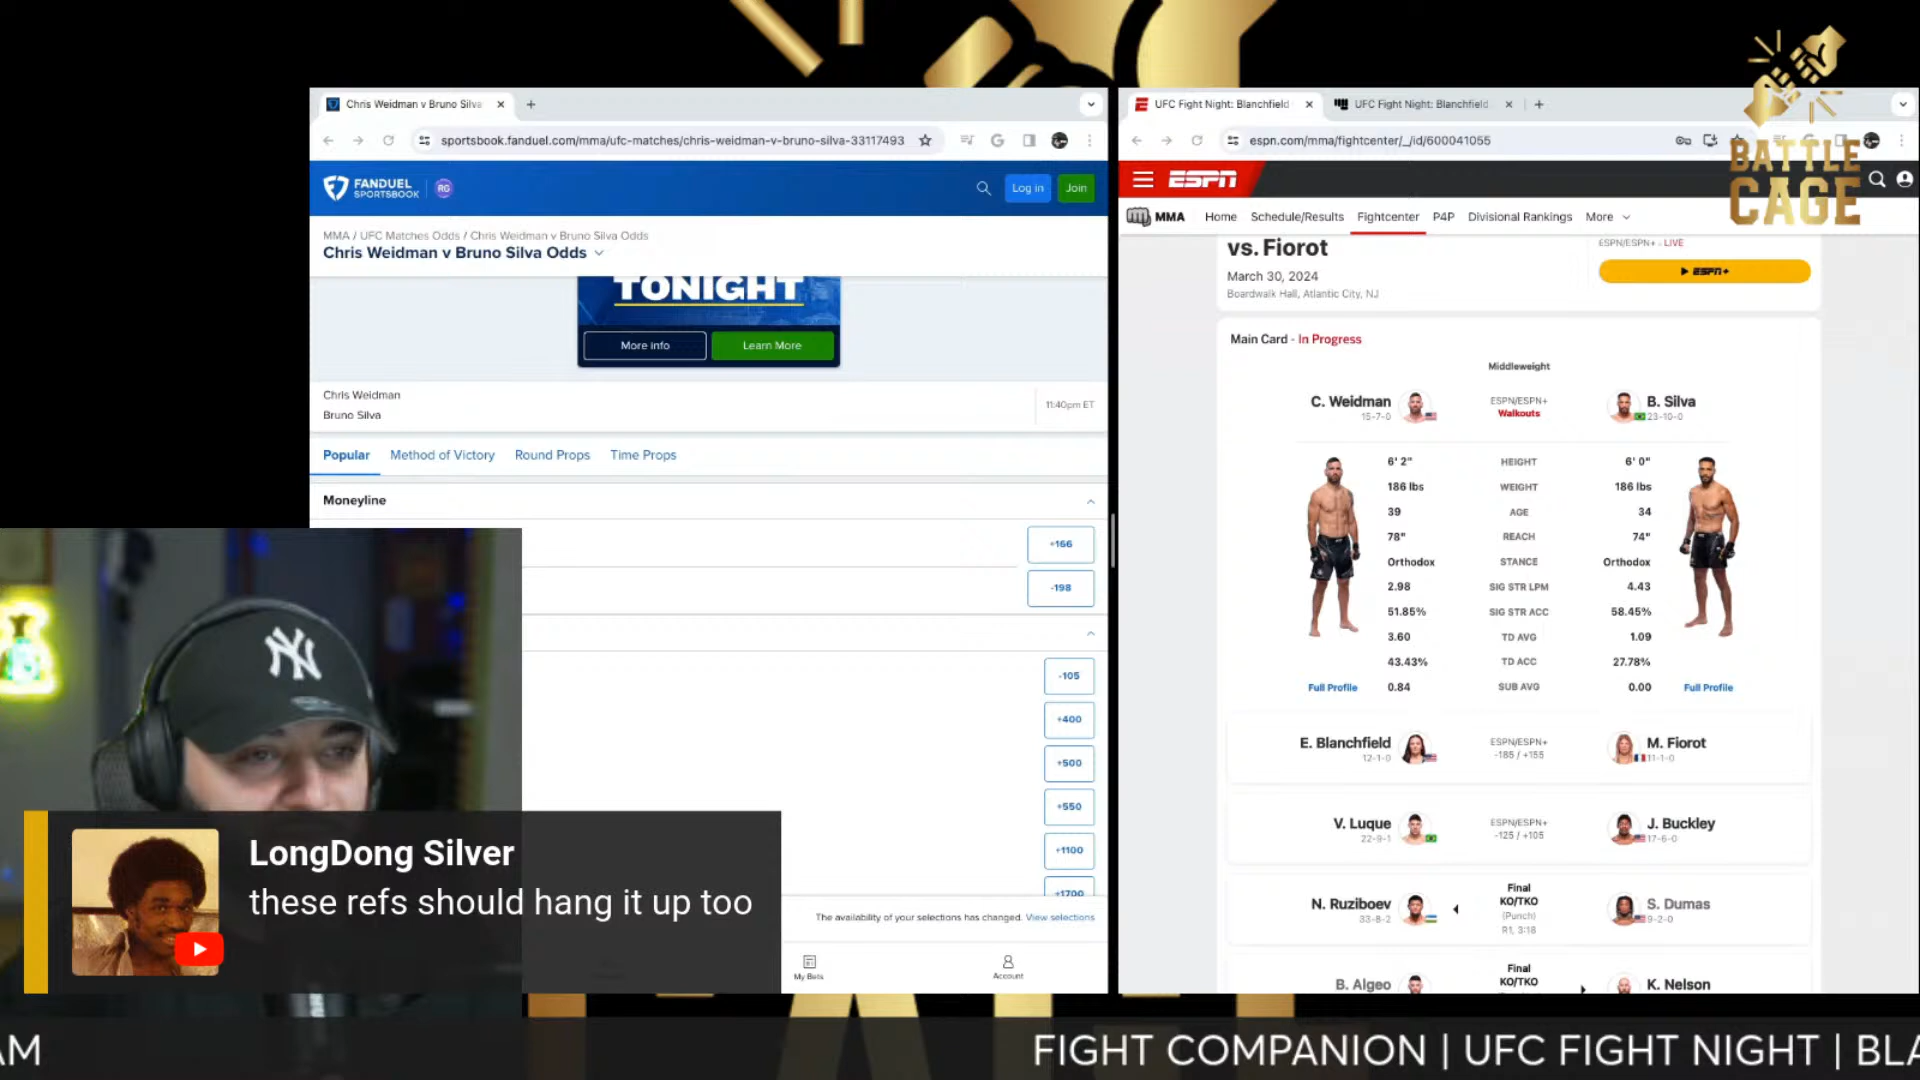 Chris Weidman v Bruno Silva
sportsbook.fanduel.com/mma/ufc-matches/chris-weidman-v-bruno-silva-33117493
FANDUEL
SPORTSBOOK
RG
Log in
Join
MMA / UFC Matches Odds / Chris Weidman v Bruno Silva Odds
Chris Weidman v Bruno Silva Odds
TONIGHT
More info
Learn More
Chris Weidman
Bruno Silva
11:40pm ET
Popular
Method of Victory
Round Props
Time Props
Moneyline
+166
-198
-105
+400
+500
+550
+1100
+1700
The availability of your selections has changed. View selections
My Bets
Account
UFC Fight Night: Blanchfield
UFC Fight Night: Blanchfield
espn.com/mma/fightcenter/_/id/600041055
ESPN
BATTLE
CAGE
MMA
Home
Schedule/Results
Fightcenter
P4P
Divisional Rankings
More
vs. Fiorot
March 30, 2024
Boardwalk Hall, Atlantic City, NJ
ESPN/ESPN+ - LIVE
ESPN+
Main Card - In Progress
Middleweight
C. Weidman
15-7-0
ESPN/ESPN+
Walkouts
B. Silva
23-10-0
6' 2" HEIGHT 6' 0"
186 lbs WEIGHT 186 lbs
39 AGE 34
78" REACH 74"
Orthodox STANCE Orthodox
2.98 SIG STR LPM 4.43
51.85% SIG STR ACC 58.45%
3.60 TD AVG 1.09
43.43% TD ACC 27.78%
Full Profile 0.84 SUB AVG 0.00 Full Profile
E. Blanchfield
12-1-0
ESPN/ESPN+
-185 / +155
M. Fiorot
11-1-0
V. Luque
22-9-1
ESPN/ESPN+
-125 / +105
J. Buckley
17-6-0
N. Ruziboev
33-8-2
Final
KO/TKO
(Punch)
R1, 3:18
S. Dumas
9-2-0
B. Algeo
Final
KO/TKO
K. Nelson
NY
LongDong Silver
these refs should hang it up too
AM
FIGHT COMPANION | UFC FIGHT NIGHT | BLA